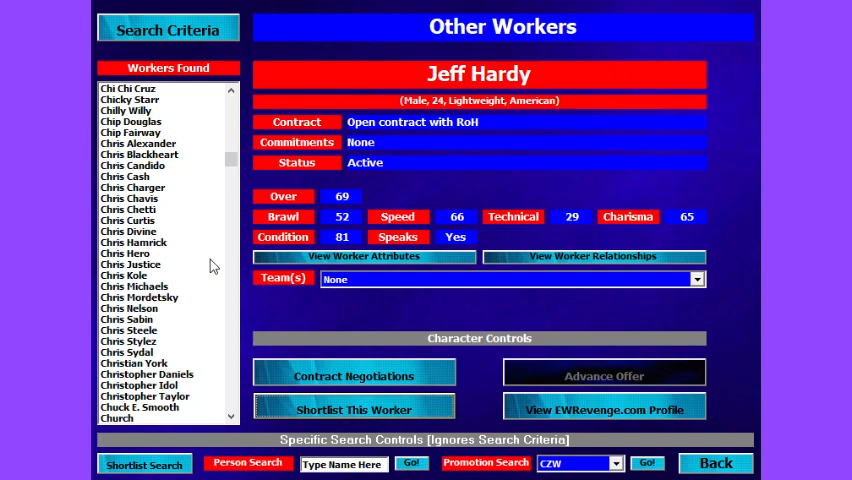 Search Criteria
Other Workers
Workers Found
Jeff Hardy
(Male, 24, Lightweight, American)
Chi Chi Cruz
Chicky Starr
Chilly Willy
Chip Douglas
Chip Fairway
Chris Alexander
Chris Blackheart
Chris Candido
Chris Cash
Chris Charger
Chris Chavis
Chris Chetti
Chris Curtis
Chris Divine
Chris Hamrick
Chris Hero
Chris Justice
Chris Kole
Chris Michaels
Chris Mordetsky
Chris Nelson
Chris Sabin
Chris Steele
Chris Stylez
Chris Sydal
Christian York
Christopher Daniels
Christopher Idol
Christopher Taylor
Chuck E. Smooth
Church
Contract Open contract with RoH
Commitments None
Status Active
Over 69
Brawl 52 Speed 66 Technical 29 Charisma 65
Condition 81 Speaks Yes
View Worker Attributes View Worker Relationships
Team(s) None
Character Controls
Contract Negotiations Advance Offer
Shortlist This Worker View EWRevenge.com Profile
Specific Search Controls [Ignores Search Criteria]
Shortlist Search Person Search Type Name Here Go! Promotion Search CZW Go! Back